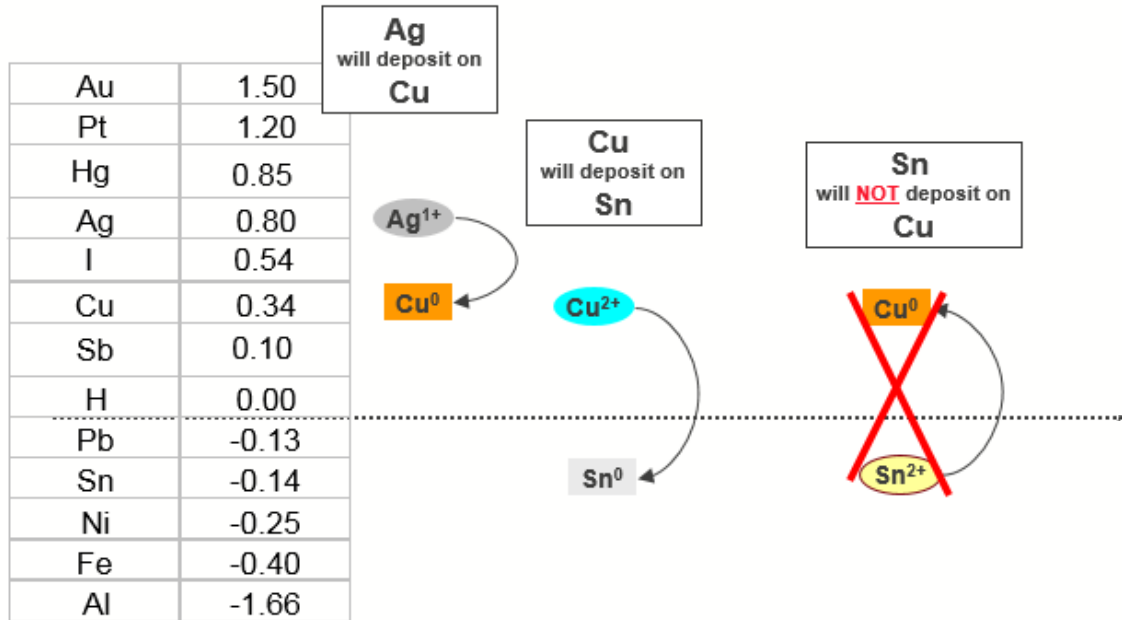 Ag
will deposit on
Cu
Au 1.50
Pt 1.20
Hg 0.85
Ag 0.80
I 0.54
Cu 0.34
Sb 0.10
H 0.00
Pb -0.13
Sn -0.14
Ni -0.25
Fe -0.40
Al -1.66
Cu
will deposit on
Sn
Sn
will NOT deposit on
Cu
Ag¹⁺
Cu⁰
Cu²⁺
Sn⁰
Cu⁰
Sn²⁺